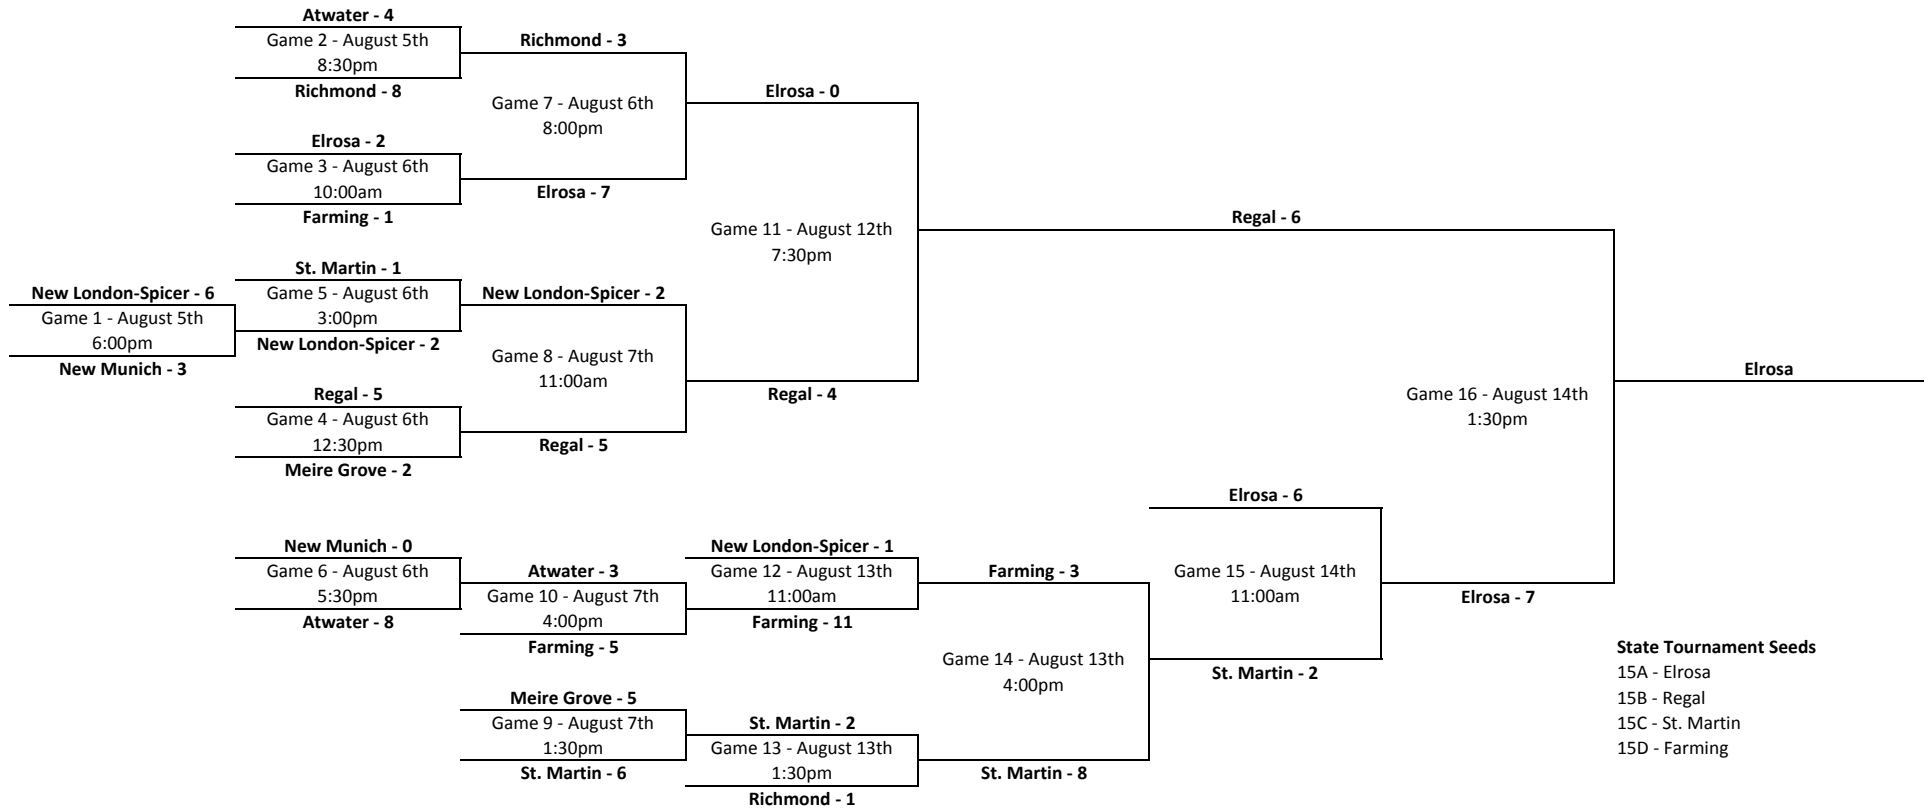 Atwater - 4
Game 2 - August 5th
8:30pm
Richmond - 8
Elrosa - 2
Game 3 - August 6th
10:00am
Farming - 1
New London-Spicer - 6
Game 1 - August 5th
6:00pm
New Munich - 3
St. Martin - 1
Game 5 - August 6th
3:00pm
New London-Spicer - 2
Regal - 5
Game 4 - August 6th
12:30pm
Meire Grove - 2
Richmond - 3
Game 7 - August 6th
8:00pm
Elrosa - 7
New London-Spicer - 2
Game 8 - August 7th
11:00am
Regal - 5
Elrosa - 0
Game 11 - August 12th
7:30pm
Regal - 4
New Munich - 0
Game 6 - August 6th
5:30pm
Atwater - 8
Atwater - 3
Game 10 - August 7th
4:00pm
Farming - 5
Meire Grove - 5
Game 9 - August 7th
1:30pm
St. Martin - 6
New London-Spicer - 1
Game 12 - August 13th
11:00am
Farming - 11
St. Martin - 2
Game 13 - August 13th
1:30pm
Richmond - 1
Farming - 3
Game 14 - August 13th
4:00pm
St. Martin - 8
Elrosa - 6
Game 15 - August 14th
11:00am
St. Martin - 2
Regal - 6
Game 16 - August 14th
1:30pm
Elrosa - 7
Elrosa
State Tournament Seeds
15A - Elrosa
15B - Regal
15C - St. Martin
15D - Farming